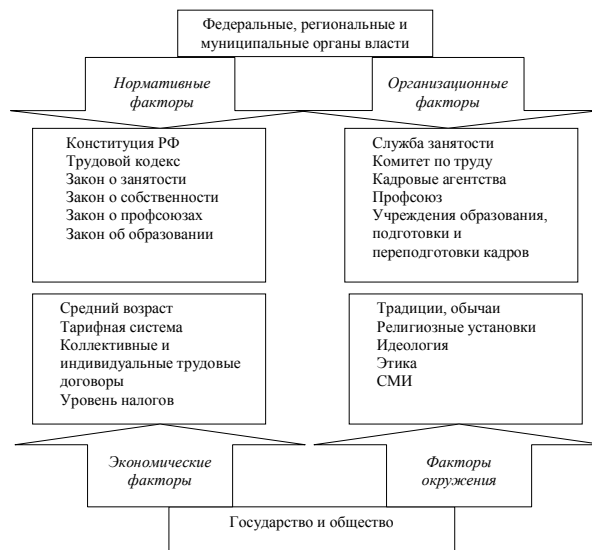 Федеральные, региональные и
муниципальные органы власти
Нормативные
факторы
Организационные
факторы
Конституция РФ
Трудовой кодекс
Закон о занятости
Закон о собственности
Закон о профсоюзах
Закон об образовании
Служба занятости
Комитет по труду
Кадровые агентства
Профсоюз
Учреждения образования,
подготовки и
переподготовки кадров
Средний возраст
Тарифная система
Коллективные и
индивидуальные трудовые
договоры
Уровень налогов
Традиции, обычаи
Религиозные установки
Идеология
Этика
СМИ
Экономические
факторы
Факторы
окружения
Государство и общество